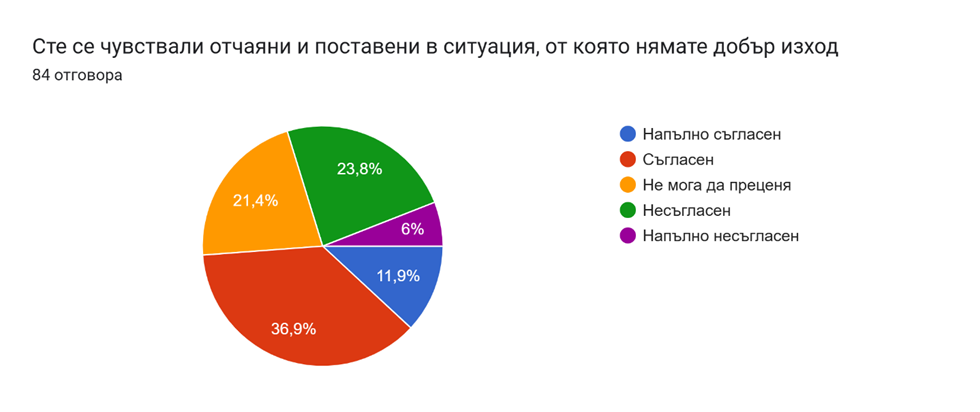 Сте се чувствали отчаяни и поставени в ситуация, от която нямате добър изход
84 отговора
23,8%
21,4%
6%
11,9%
36,9%
Напълно съгласен
Съгласен
Не мога да преценя
Несъгласен
Напълно несъгласен